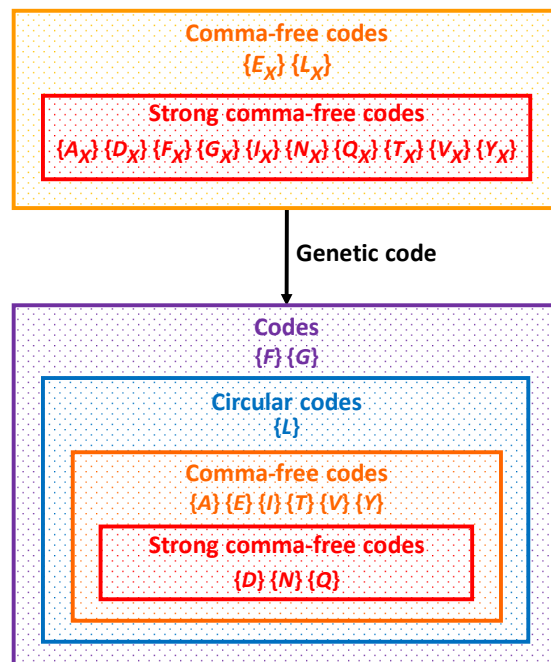 Comma-free codes
{E_X} {L_X}
Strong comma-free codes
{A_X} {D_X} {F_X} {G_X} {I_X} {N_X} {Q_X} {T_X} {V_X} {Y_X}
Genetic code
Codes
{F} {G}
Circular codes
{L}
Comma-free codes
{A} {E} {I} {T} {V} {Y}
Strong comma-free codes
{D} {N} {Q}